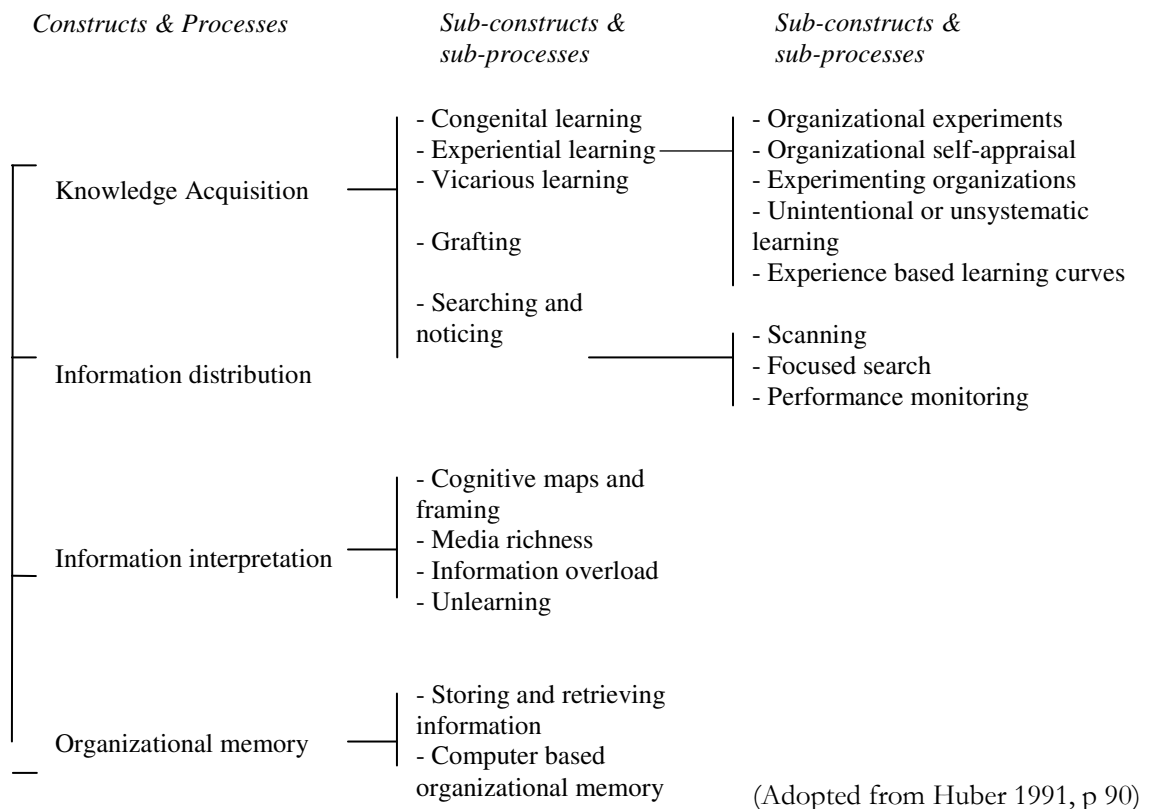 Constructs & Processes
Sub-constructs &
sub-processes
Sub-constructs &
sub-processes
Knowledge Acquisition
- Congenital learning
- Experiential learning
- Vicarious learning
- Grafting
- Searching and
noticing
- Organizational experiments
- Organizational self-appraisal
- Experimenting organizations
- Unintentional or unsystematic
learning
- Experience based learning curves
- Scanning
- Focused search
- Performance monitoring
Information distribution
Information interpretation
- Cognitive maps and
framing
- Media richness
- Information overload
- Unlearning
Organizational memory
- Storing and retrieving
information
- Computer based
organizational memory
(Adopted from Huber 1991, p 90)